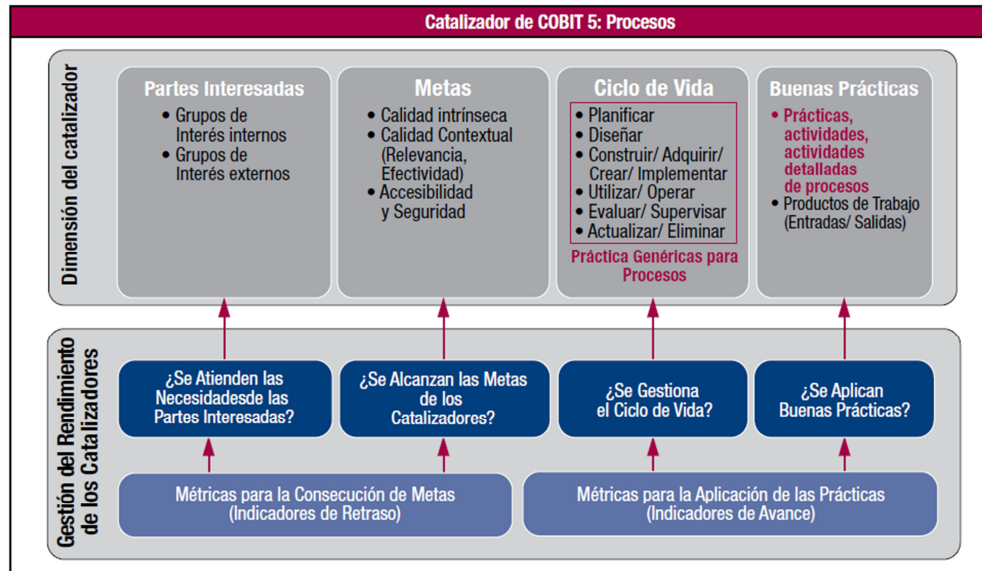 Catalizador de COBIT 5: Procesos
Dimensión del catalizador
Partes Interesadas
• Grupos de
Interés internos
• Grupos de
Interés externos
Metas
• Calidad intrínseca
• Calidad Contextual
(Relevancia,
Efectividad)
• Accesibilidad
y Seguridad
Ciclo de Vida
• Planificar
• Diseñar
• Construir/ Adquirir/
Crear/ Implementar
• Utilizar/ Operar
• Evaluar/ Supervisar
• Actualizar/ Eliminar
Práctica Genéricas para
Procesos
Buenas Prácticas
• Prácticas,
actividades,
actividades
detalladas
de procesos
• Productos de Trabajo
(Entradas/ Salidas)
Gestión del Rendimiento
de los Catalizadores
¿Se Atienden las
Necesidadesde las
Partes Interesadas?
¿Se Alcanzan las Metas
de los
Catalizadores?
¿Se Gestiona
el Ciclo de Vida?
¿Se Aplican
Buenas Prácticas?
Métricas para la Consecución de Metas
(Indicadores de Retraso)
Métricas para la Aplicación de las Prácticas
(Indicadores de Avance)